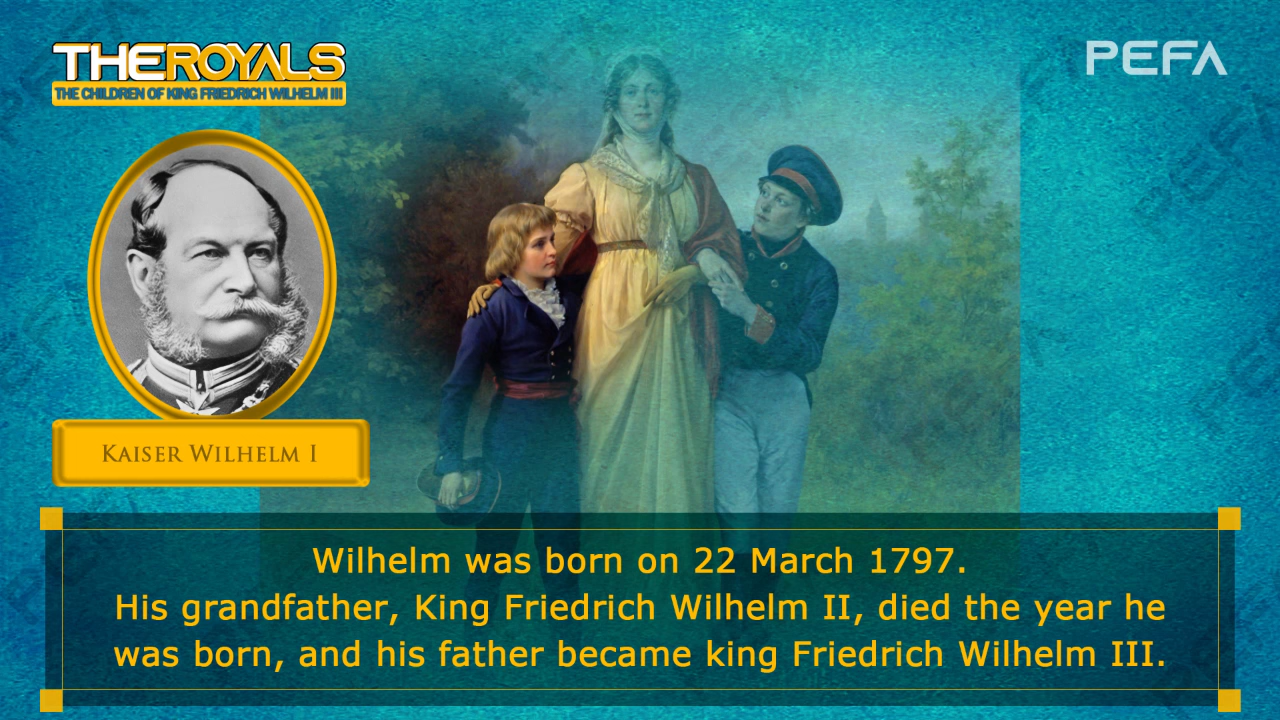 THEROYALS
THE CHILDREN OF KING FRIEDRICH WILHELM III
PEFA
KAISER WILHELM I
Wilhelm was born on 22 March 1797.
His grandfather, King Friedrich Wilhelm II, died the year he
was born, and his father became king Friedrich Wilhelm III.